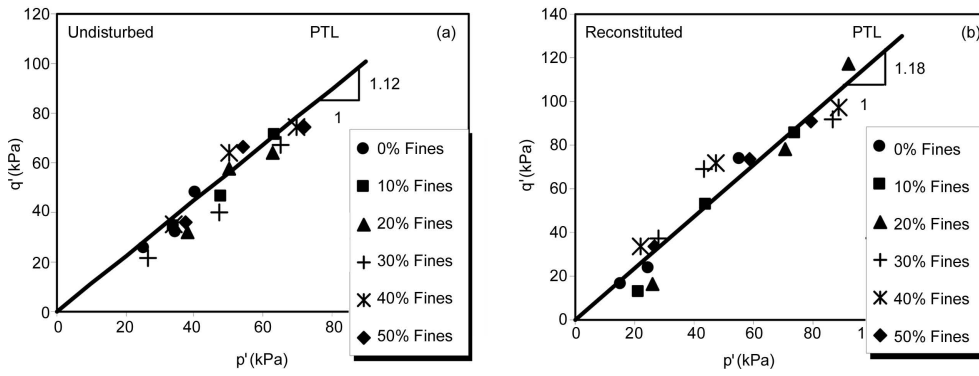 Undisturbed PTL (a)
120
100
80
60
40
20
0
q' (kPa)
1.12
1
0 20 40 60 80
p' (kPa)
0% Fines
10% Fines
20% Fines
30% Fines
40% Fines
50% Fines
Reconstituted PTL (b)
140
120
100
80
60
40
20
0
q' (kPa)
1.18
1
0 20 40 60 80 1
p' (kPa)
0% Fines
10% Fines
20% Fines
30% Fines
40% Fines
50% Fines